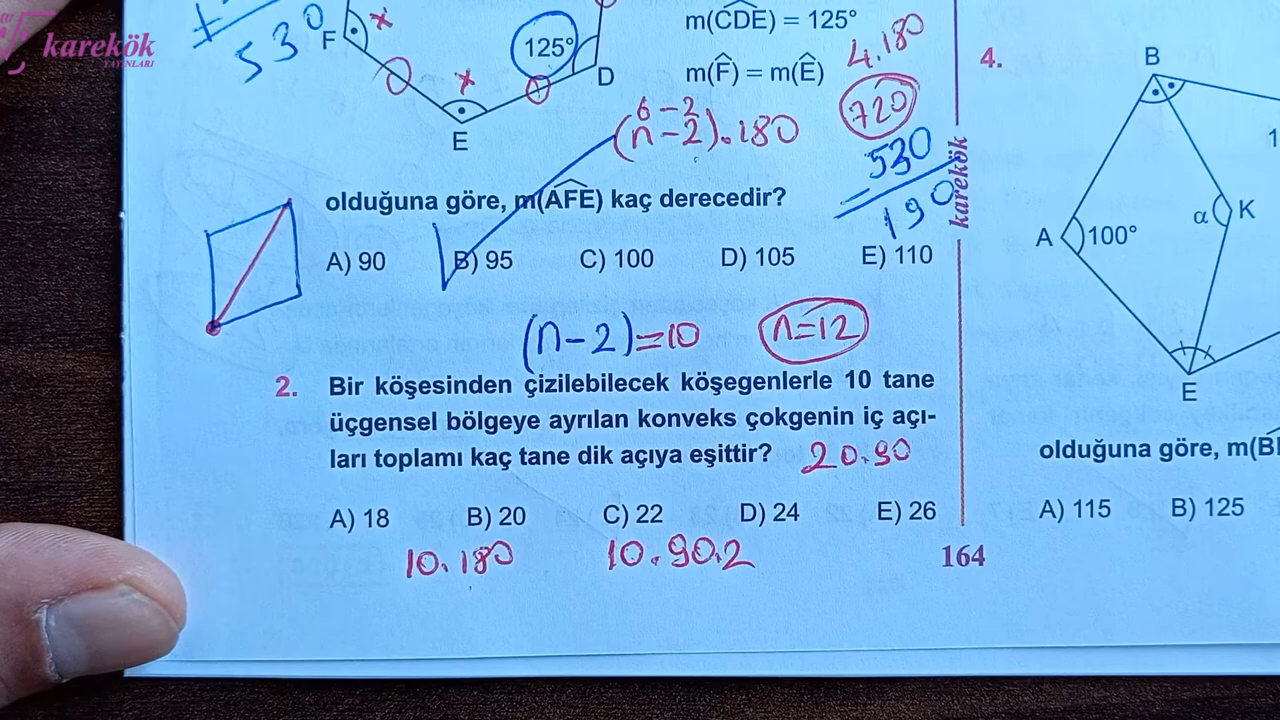 karekök
YAYINLARI
530
F
x
x
125°
D
E
m(CDE) = 125°
m(F) = m(E)
4.180
720
530
190
6-2
(n-2).180
olduğuna göre, m(AFE) kaç derecedir?
A) 90 B) 95 C) 100 D) 105 E) 110
(n-2)=10 n=12
2. Bir köşesinden çizilebilecek köşegenlerle 10 tane
üçgensel bölgeye ayrılan konveks çokgenin iç açı-
ları toplamı kaç tane dik açıya eşittir? 20.90
A) 18 B) 20 C) 22 D) 24 E) 26
10.180 10.90.2
karekök
164
4.
B
1
A 100°
α K
E
olduğuna göre, m(B
A) 115 B) 125